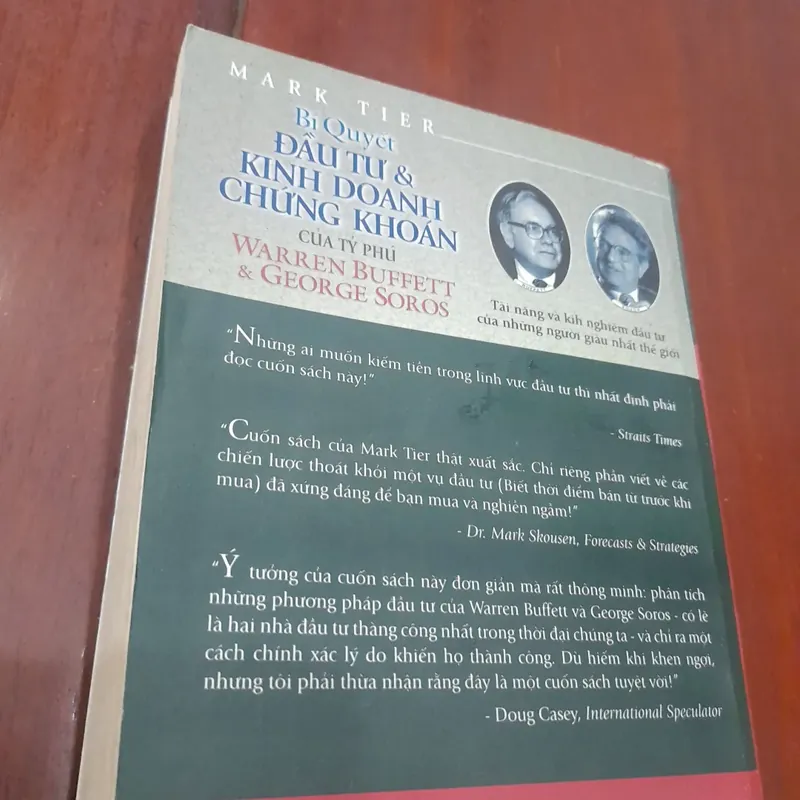 MARK TIER
Bí Quyết
ĐẦU TƯ &
KINH DOANH
CHỨNG KHOÁN
CỦA TỶ PHÚ
WARREN BUFFETT
& GEORGE SOROS
Tài năng và kih nghiệm đầu tư
của những người giàu nhất thế giới
“Những ai muốn kiếm tiền trong lĩnh vực đầu tư thì nhất định phải
đọc cuốn sách này!”
- Straits Times
“Cuốn sách của Mark Tier thật xuất sắc. Chỉ riêng phần viết về các
chiến lược thoát khỏi một vụ đầu tư (Biết thời điểm bán từ trước khi
mua) đã xứng đáng để bạn mua và nghiên ngẫm!”
- Dr. Mark Skousen, Forecasts & Strategies
“Ý tưởng của cuốn sách này đơn giản mà rất thông minh: phân tích
những phương pháp đầu tư của Warren Buffett và George Soros - có lẽ
là hai nhà đầu tư thàng công nhất trong thời đại chúng ta - và chỉ ra một
cách chính xác lý do khiến họ thành công. Dù hiếm khi khen ngợi,
nhưng tôi phải thừa nhận rằng đây là một cuốn sách tuyệt vời!”
- Doug Casey, International Speculator